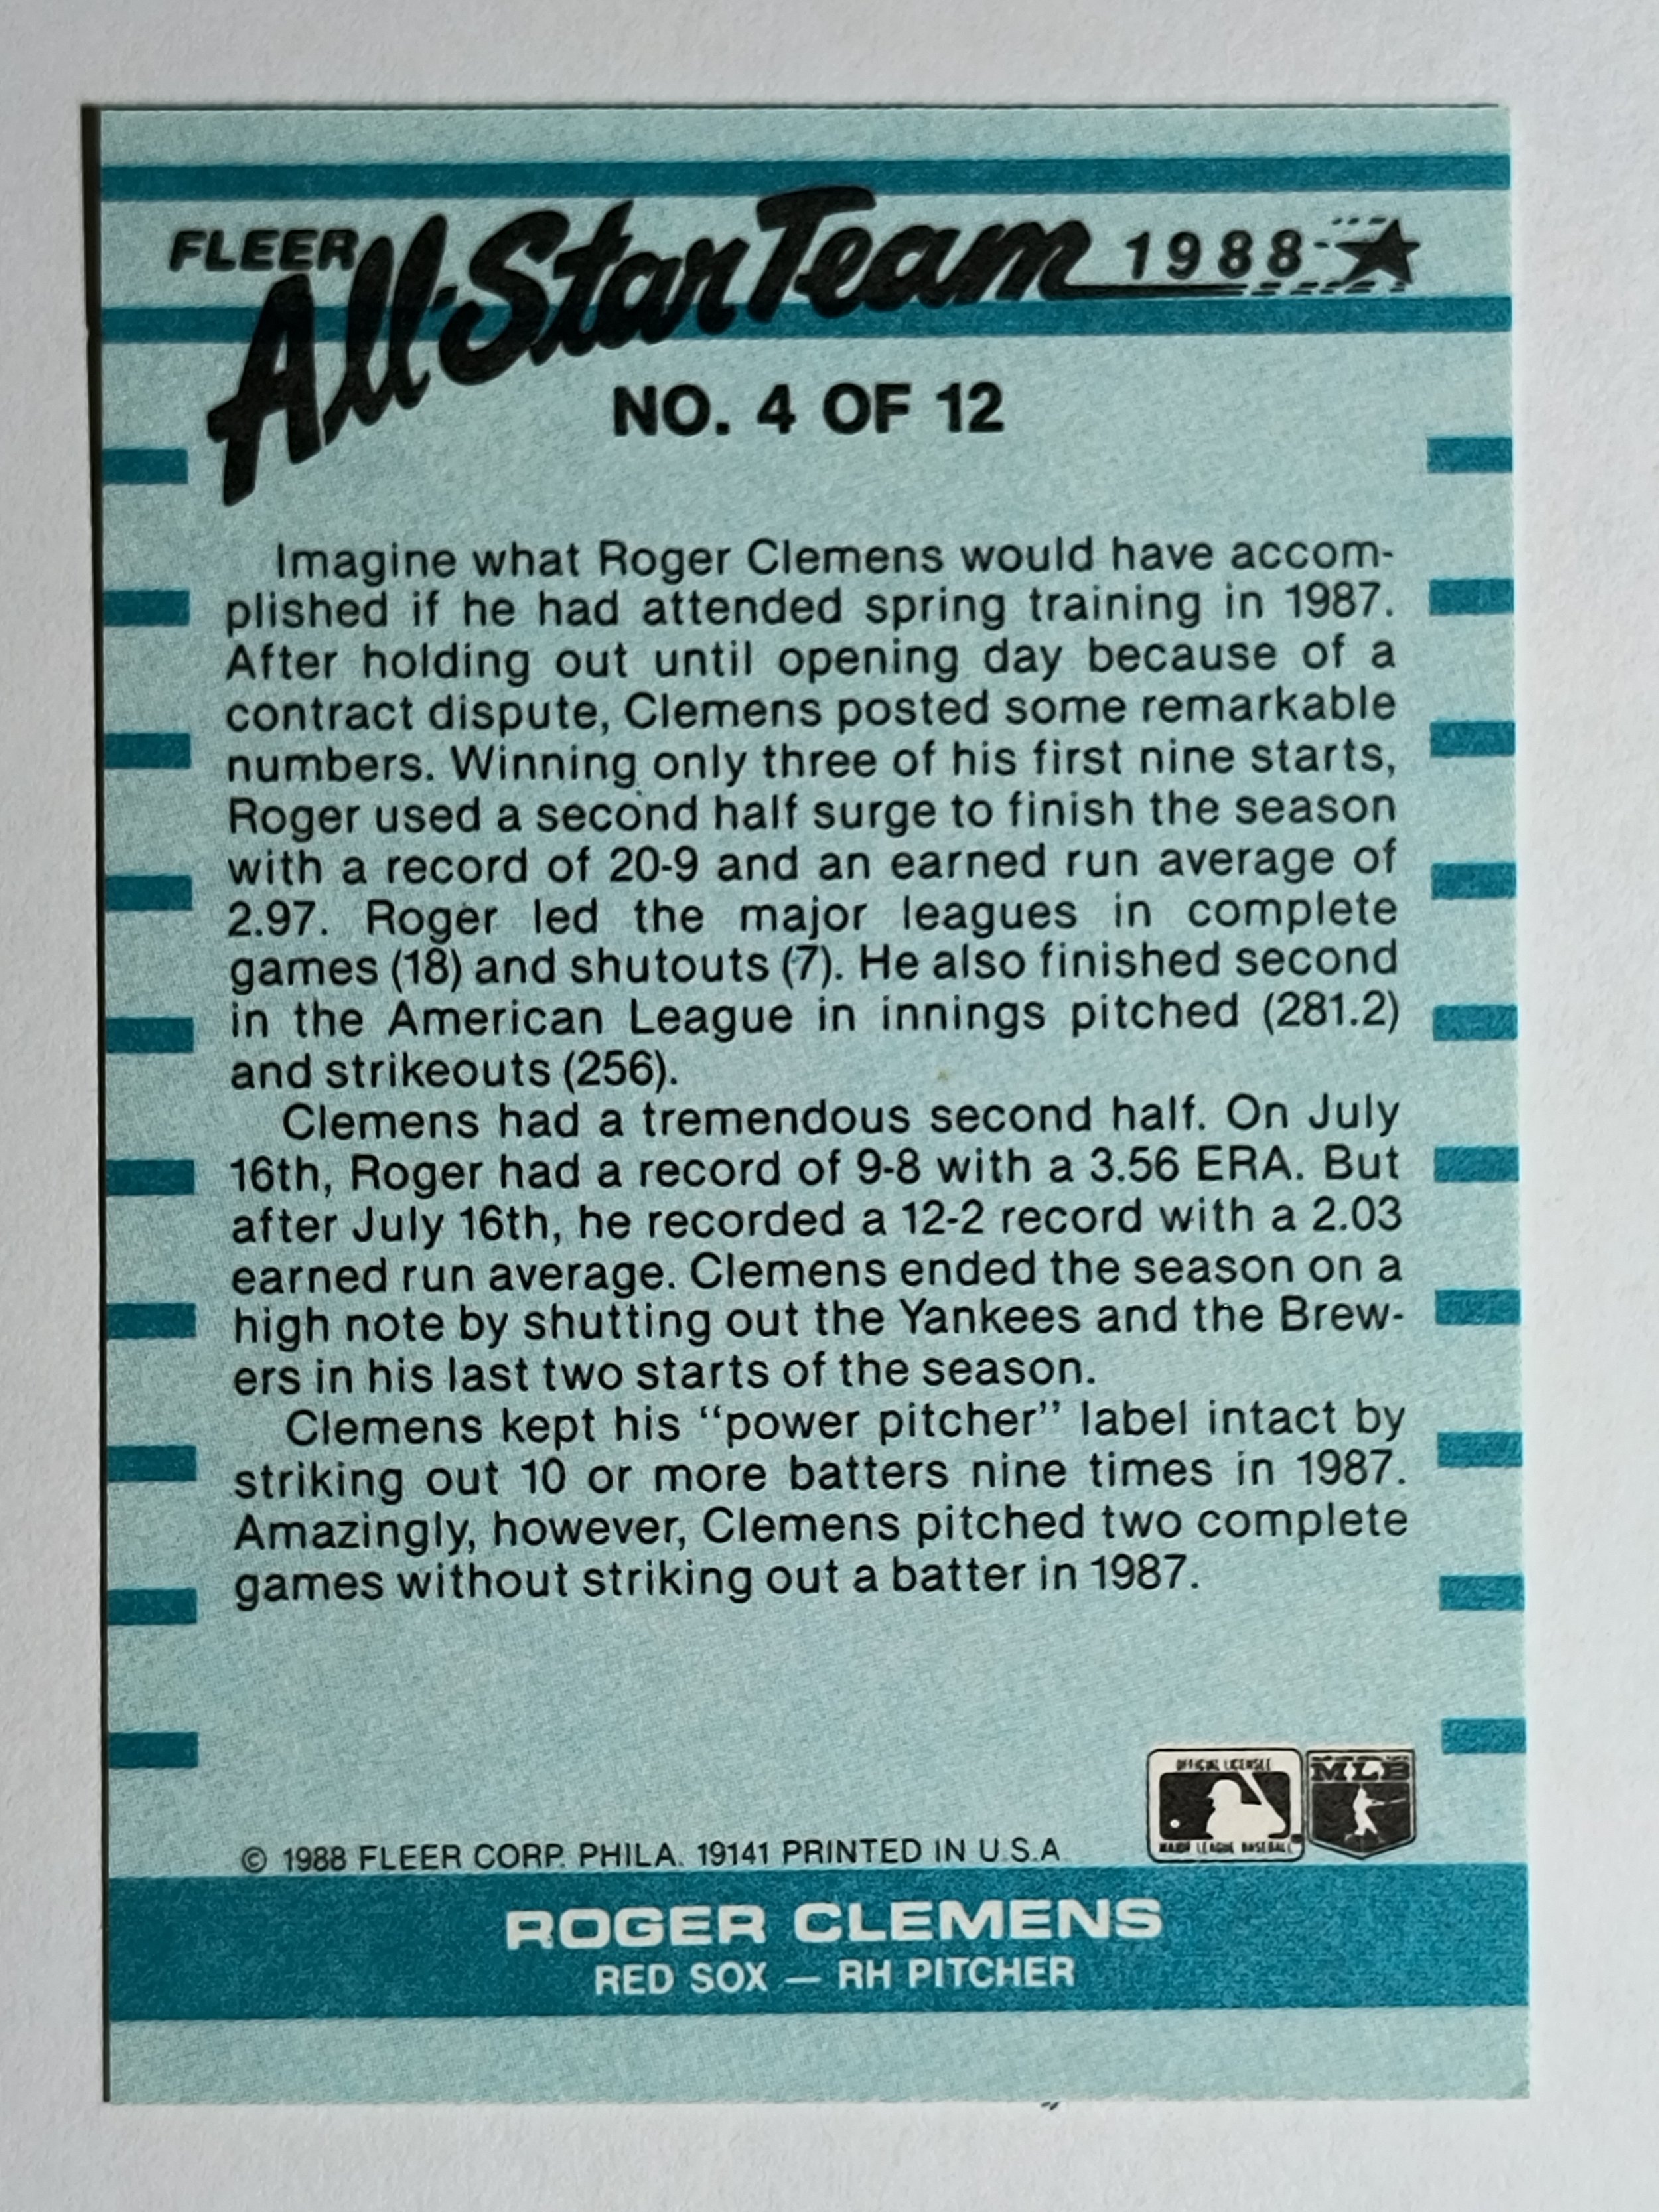 FLEER
All-Star Team 1988
NO. 4 OF 12
Imagine what Roger Clemens would have accom-
plished if he had attended spring training in 1987.
After holding out until opening day because of a
contract dispute, Clemens posted some remarkable
numbers. Winning only three of his first nine starts,
Roger used a second half surge to finish the season
with a record of 20-9 and an earned run average of
2.97. Roger led the major leagues in complete
games (18) and shutouts (7). He also finished second
in the American League in innings pitched (281.2)
and strikeouts (256).
Clemens had a tremendous second half. On July
16th, Roger had a record of 9-8 with a 3.56 ERA. But
after July 16th, he recorded a 12-2 record with a 2.03
earned run average. Clemens ended the season on a
high note by shutting out the Yankees and the Brew-
ers in his last two starts of the season.
Clemens kept his “power pitcher” label intact by
striking out 10 or more batters nine times in 1987.
Amazingly, however, Clemens pitched two complete
games without striking out a batter in 1987.
OFFICIAL LICENSEE
MAJOR LEAGUE BASEBALL
MLB
© 1988 FLEER CORP. PHILA. 19141 PRINTED IN U.S.A.
ROGER CLEMENS
RED SOX — RH PITCHER